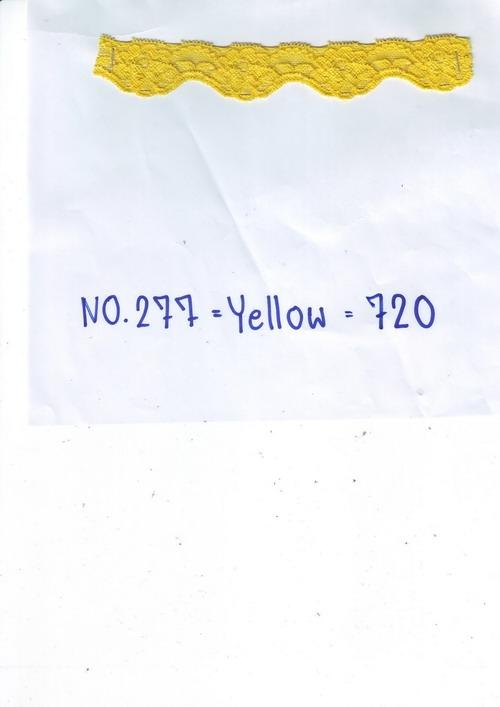 NO.277 = Yellow = 720